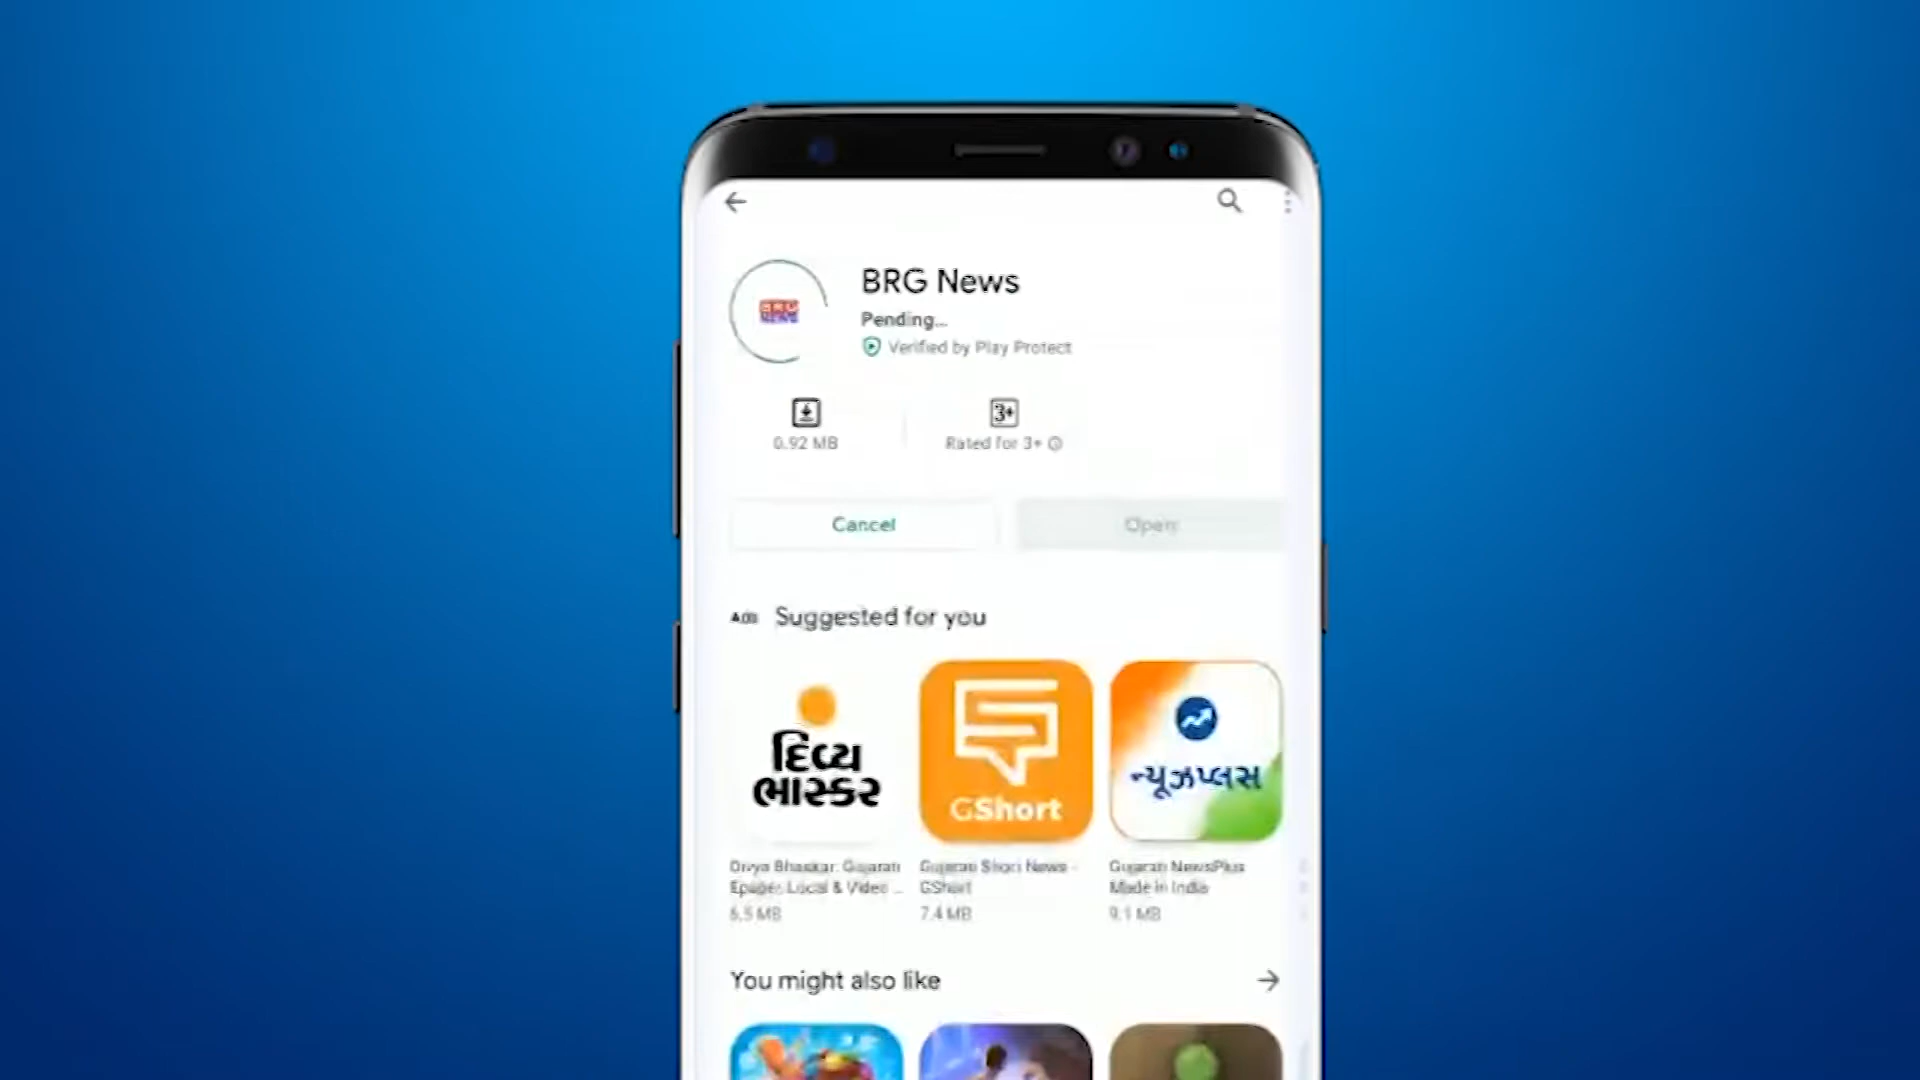 BRG News
BRG
NEWS
Pending...
Verified by Play Protect
3+
0.92 MB
Rated for 3+
Cancel
Open
Ads Suggested for you
દિવ્ય
ભાસ્કર
GShort
ન્યૂઝપ્લસ
Divya Bhaskar: Gujarati
Epaper, Local & Video ...
6.5 MB
Gujarati Short News -
GShort
7.4 MB
Gujarati NewsPlus
Made in India
9.1 MB
You might also like